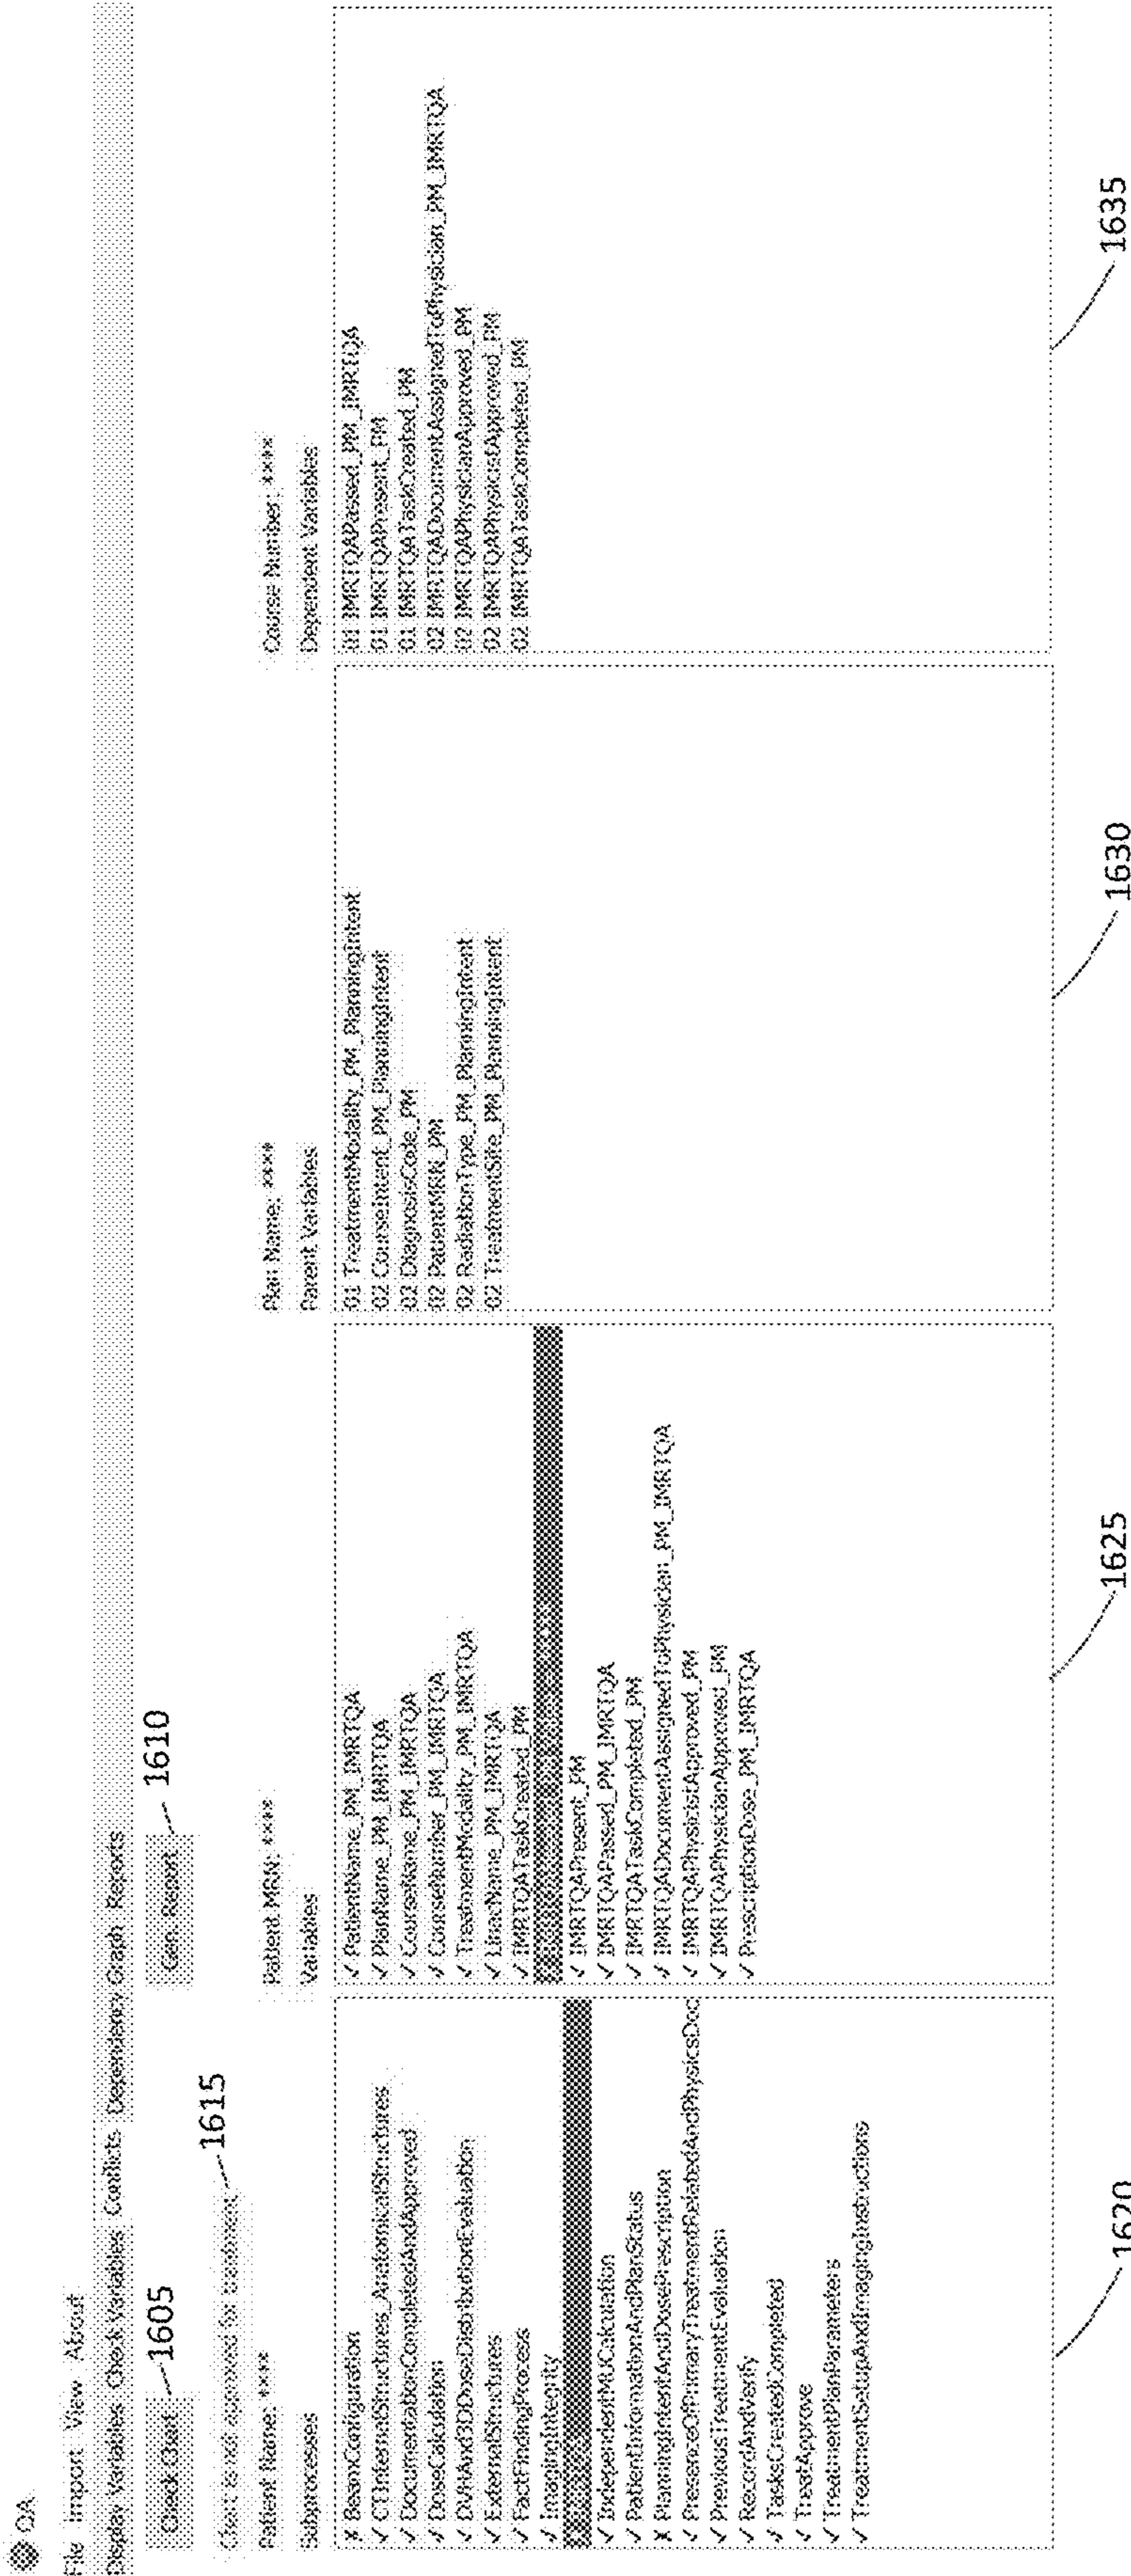 QA
File Import View About
Display Variables Check Variables Conflicts Dependency Graph Reports
Check Chart
1605
Gen. Report
1610
Chart is not approved for treatment
1615
Patient Name: ****
Patient MRN: ****
Plan Name: ****
Course Number: ****
Subprocesses
Variables
Parent Variables
Dependent Variables
✗ BeamConfiguration
✓ CTInternalStructures_AnatomicalStructures
✓ DocumentationCompletedAndApproved
✓ DoseCalculation
✓ DVHAnd3DDoseDistributionEvaluation
✓ ExternalStructures
✓ FactFindingProcess
✓ ImagingIntegrity
✓ IndependentMUCalculation
✓ PatientInformationAndPlanStatus
✗ PlanningIntentAndDosePrescription
✓ PresenceOfPrimaryTreatmentRelatedAndPhysicsDoc
✓ PreviousTreatmentEvaluation
✓ RecordAndVerify
✓ TasksCreatedCompleted
✓ TreatApprove
✓ TreatmentPlanParameters
✓ TreatmentSetupAndImagingInstructions
1620
✓ PatientName_PM_IMRTQA
✓ PlanName_PM_IMRTQA
✓ CourseName_PM_IMRTQA
✓ CourseNumber_PM_IMRTQA
✓ TreatmentModality_PM_IMRTQA
✓ LinacName_PM_IMRTQA
✓ IMRTQATaskCreated_PM
✓ IMRTQAPresent_PM
✓ IMRTQAPassed_PM_IMRTQA
✓ IMRTQATaskCompleted_PM
✓ IMRTQADocumentAssignedToPhysician_PM_IMRTQA
✓ IMRTQAPhysicistApproved_PM
✓ IMRTQAPhysicianApproved_PM
✓ PrescriptionDose_PM_IMRTQA
1625
01 TreatmentModality_PM_PlanningIntent
02 CourseIntent_PM_PlanningIntent
02 DiagnosisCode_PM
02 PatientMRN_PM
02 RadiationType_PM_PlanningIntent
02 TreatmentSite_PM_PlanningIntent
1630
01 IMRTQAPassed_PM_IMRTQA
01 IMRTQAPresent_PM
01 IMRTQATaskCreated_PM
02 IMRTQADocumentAssignedToPhysician_PM_IMRTQA
02 IMRTQAPhysicianApproved_PM
02 IMRTQAPhysicistApproved_PM
02 IMRTQATaskCompleted_PM
1635